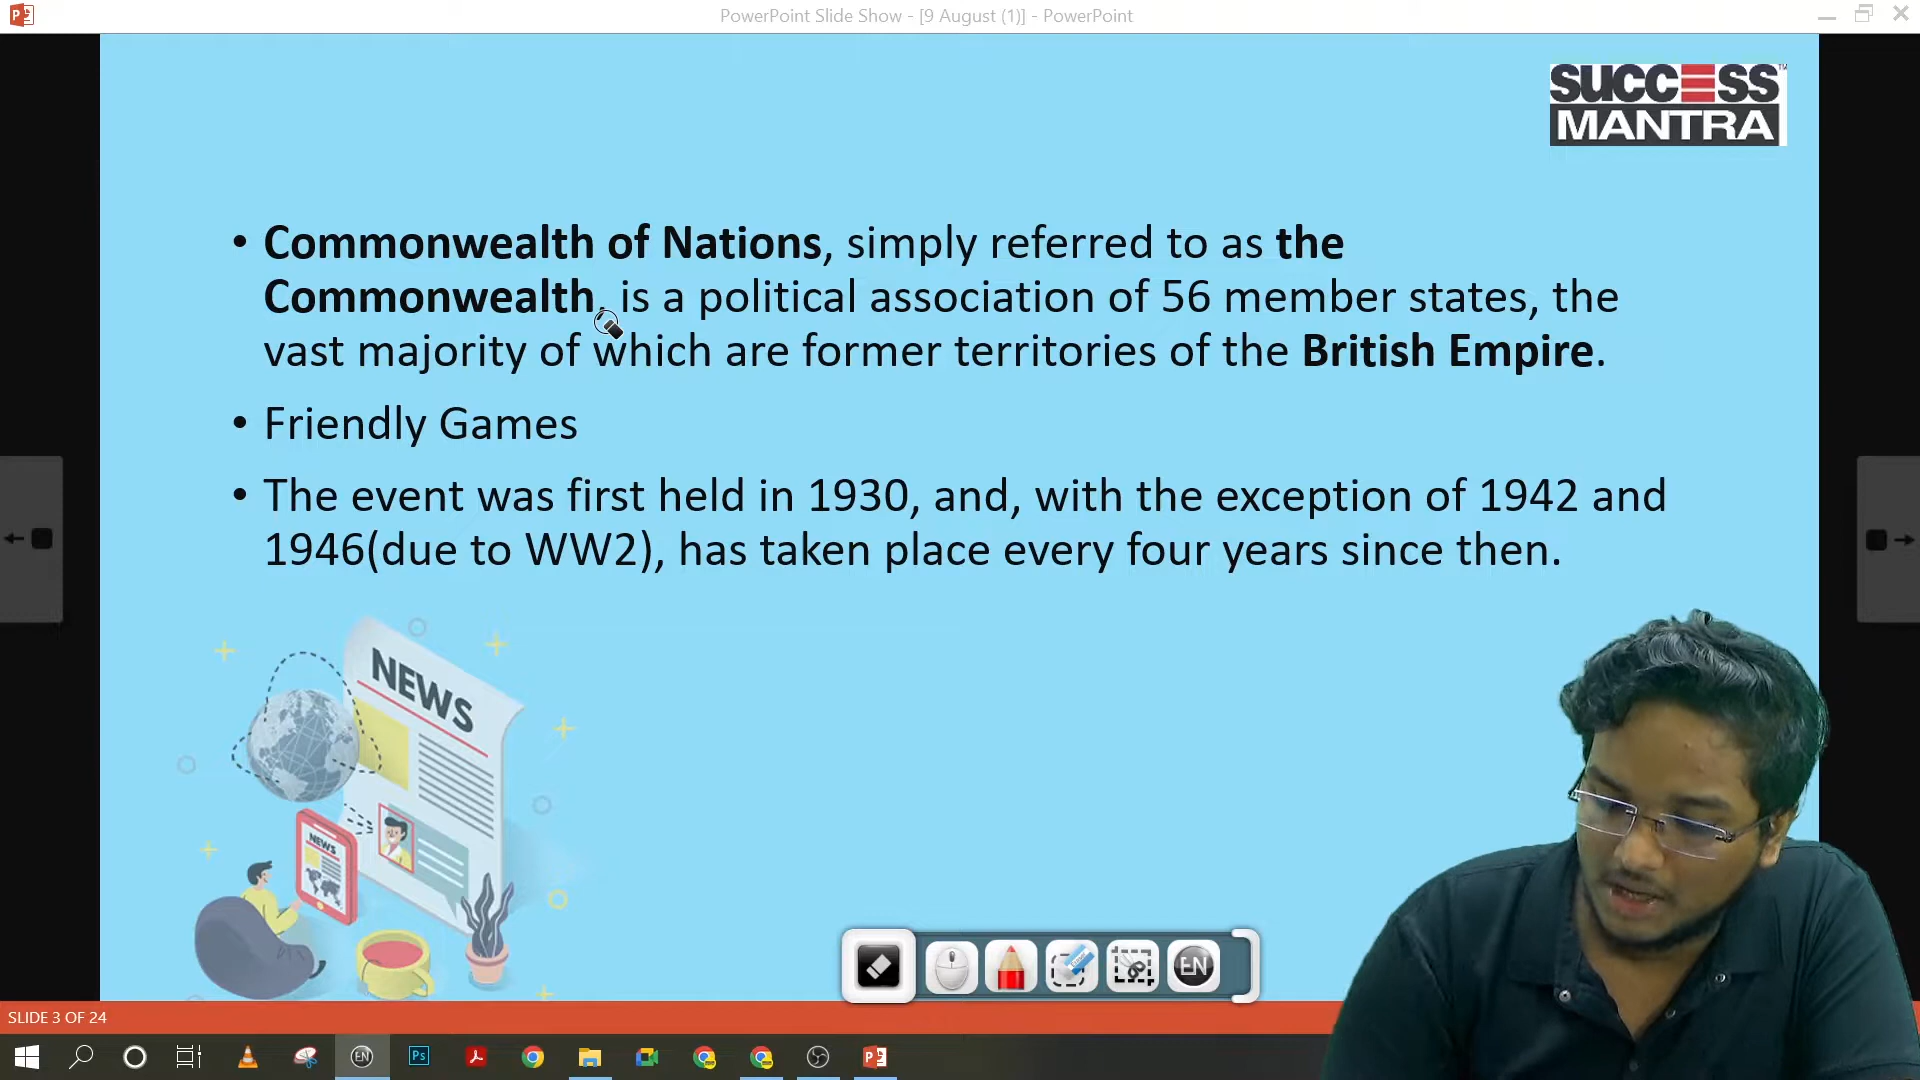 PowerPoint Slide Show - [9 August (1)] - PowerPoint
SUCCESS
MANTRA
• Commonwealth of Nations, simply referred to as the
Commonwealth, is a political association of 56 member states, the
vast majority of which are former territories of the British Empire.
• Friendly Games
• The event was first held in 1930, and, with the exception of 1942 and
1946(due to WW2), has taken place every four years since then.
NEWS
NEWS
EN
SLIDE 3 OF 24
EN
Ps